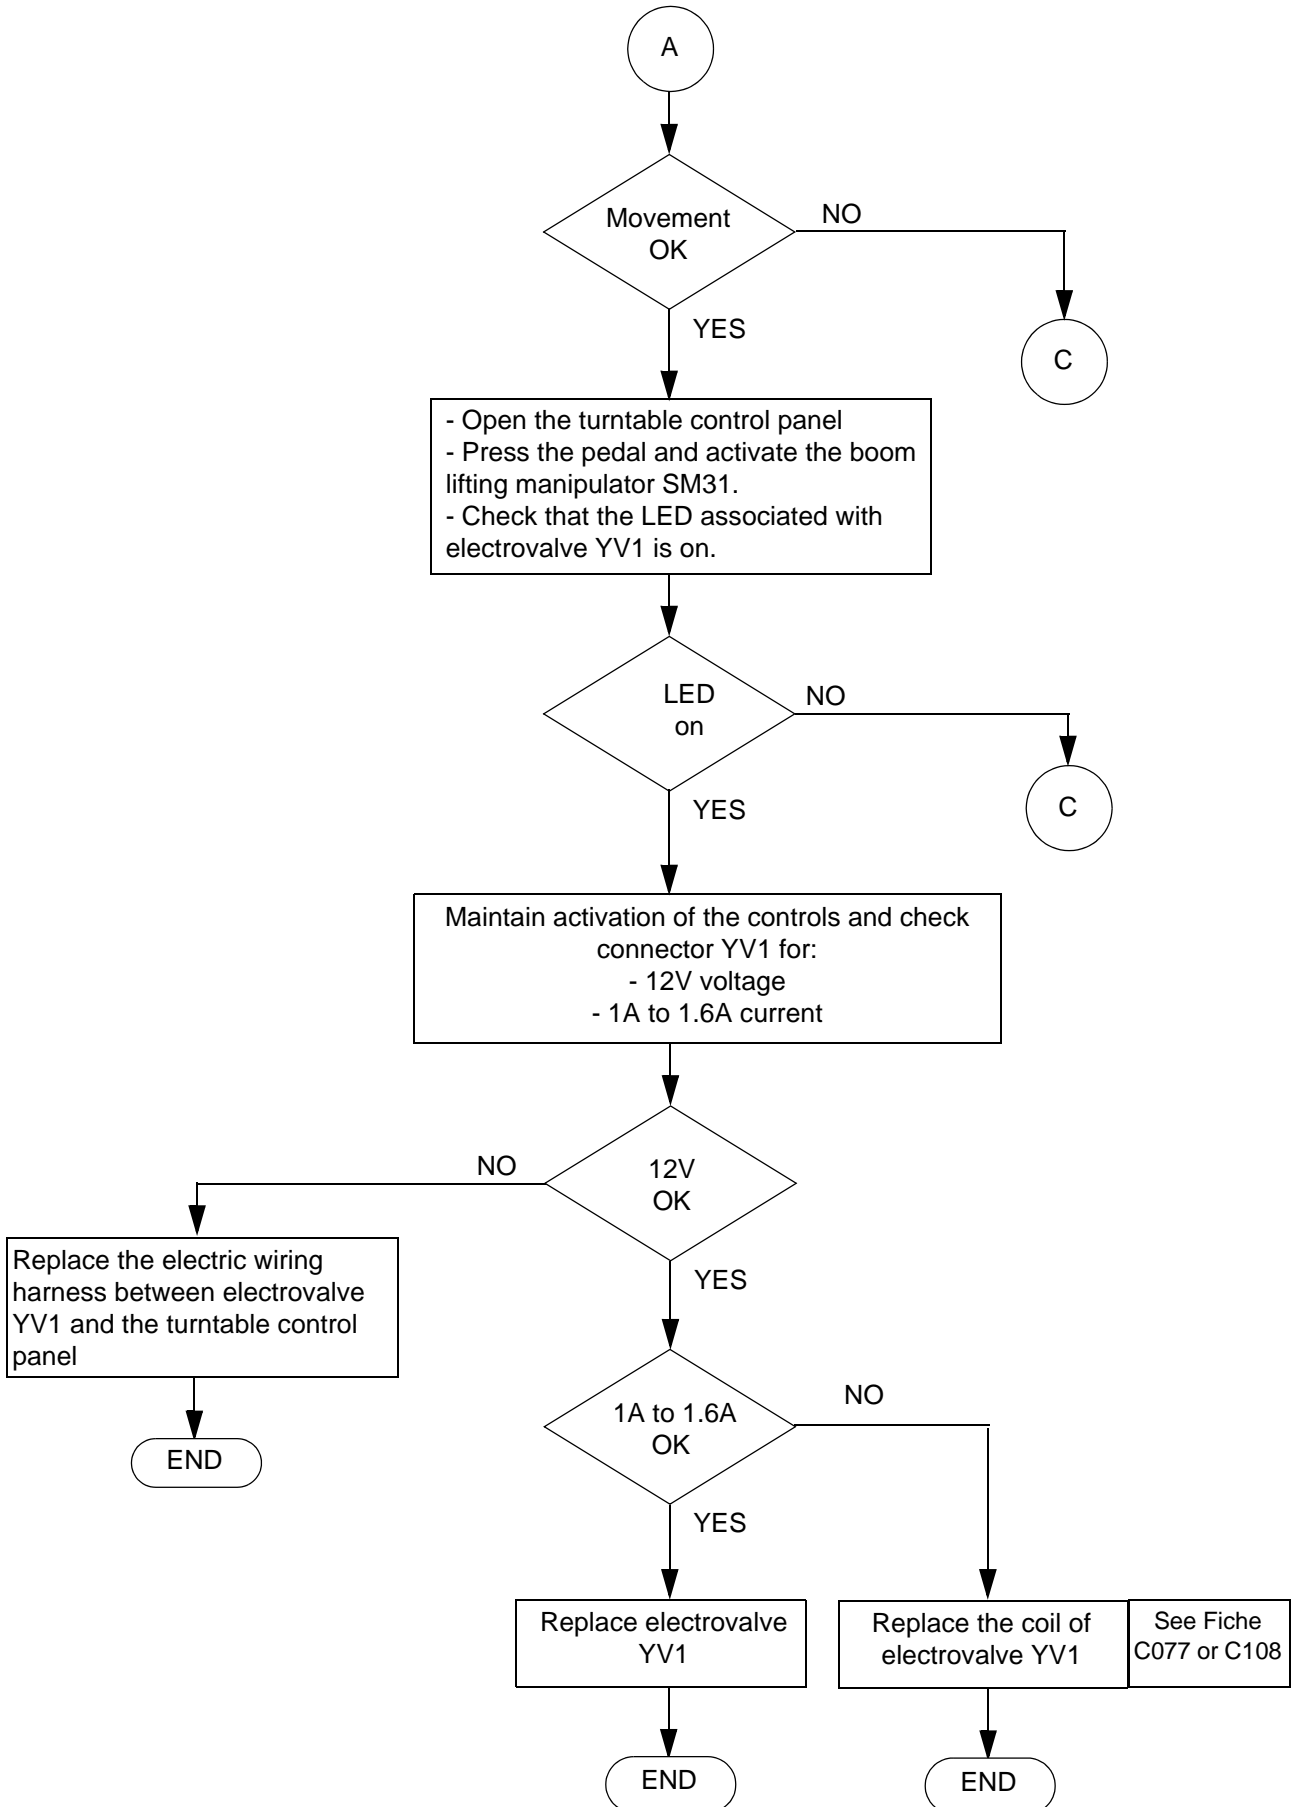 A
Movement
OK
NO
YES
C
- Open the turntable control panel
- Press the pedal and activate the boom
lifting manipulator SM31.
- Check that the LED associated with
electrovalve YV1 is on.
LED
on
NO
YES
C
Maintain activation of the controls and check
connector YV1 for:
- 12V voltage
- 1A to 1.6A current
12V
OK
NO
YES
Replace the electric wiring
harness between electrovalve
YV1 and the turntable control
panel
END
1A to 1.6A
OK
NO
YES
Replace electrovalve
YV1
Replace the coil of
electrovalve YV1
See Fiche
C077 or C108
END
END